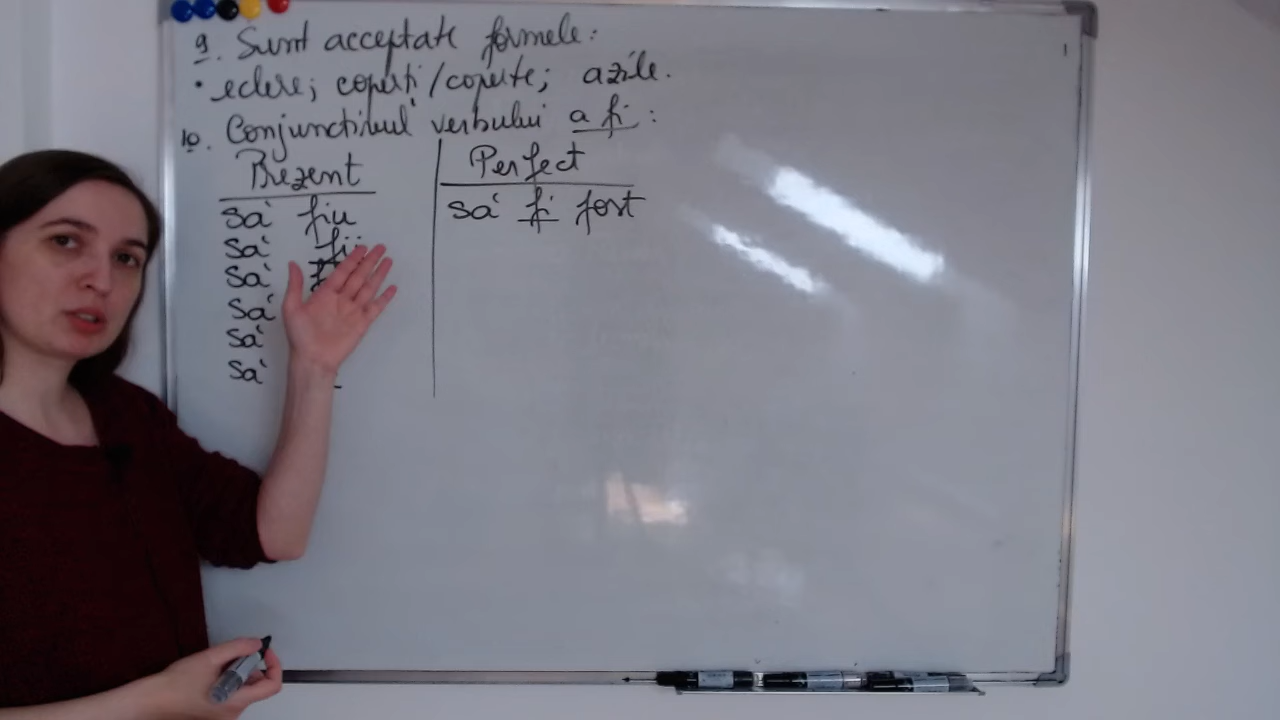 9. Sunt acceptate formele:
• eclere; coperți/coperte; azile.
10. Conjunctivul verbului a fi:
Prezent Perfect
să fiu să fi fost
să fii
să
să
să
să